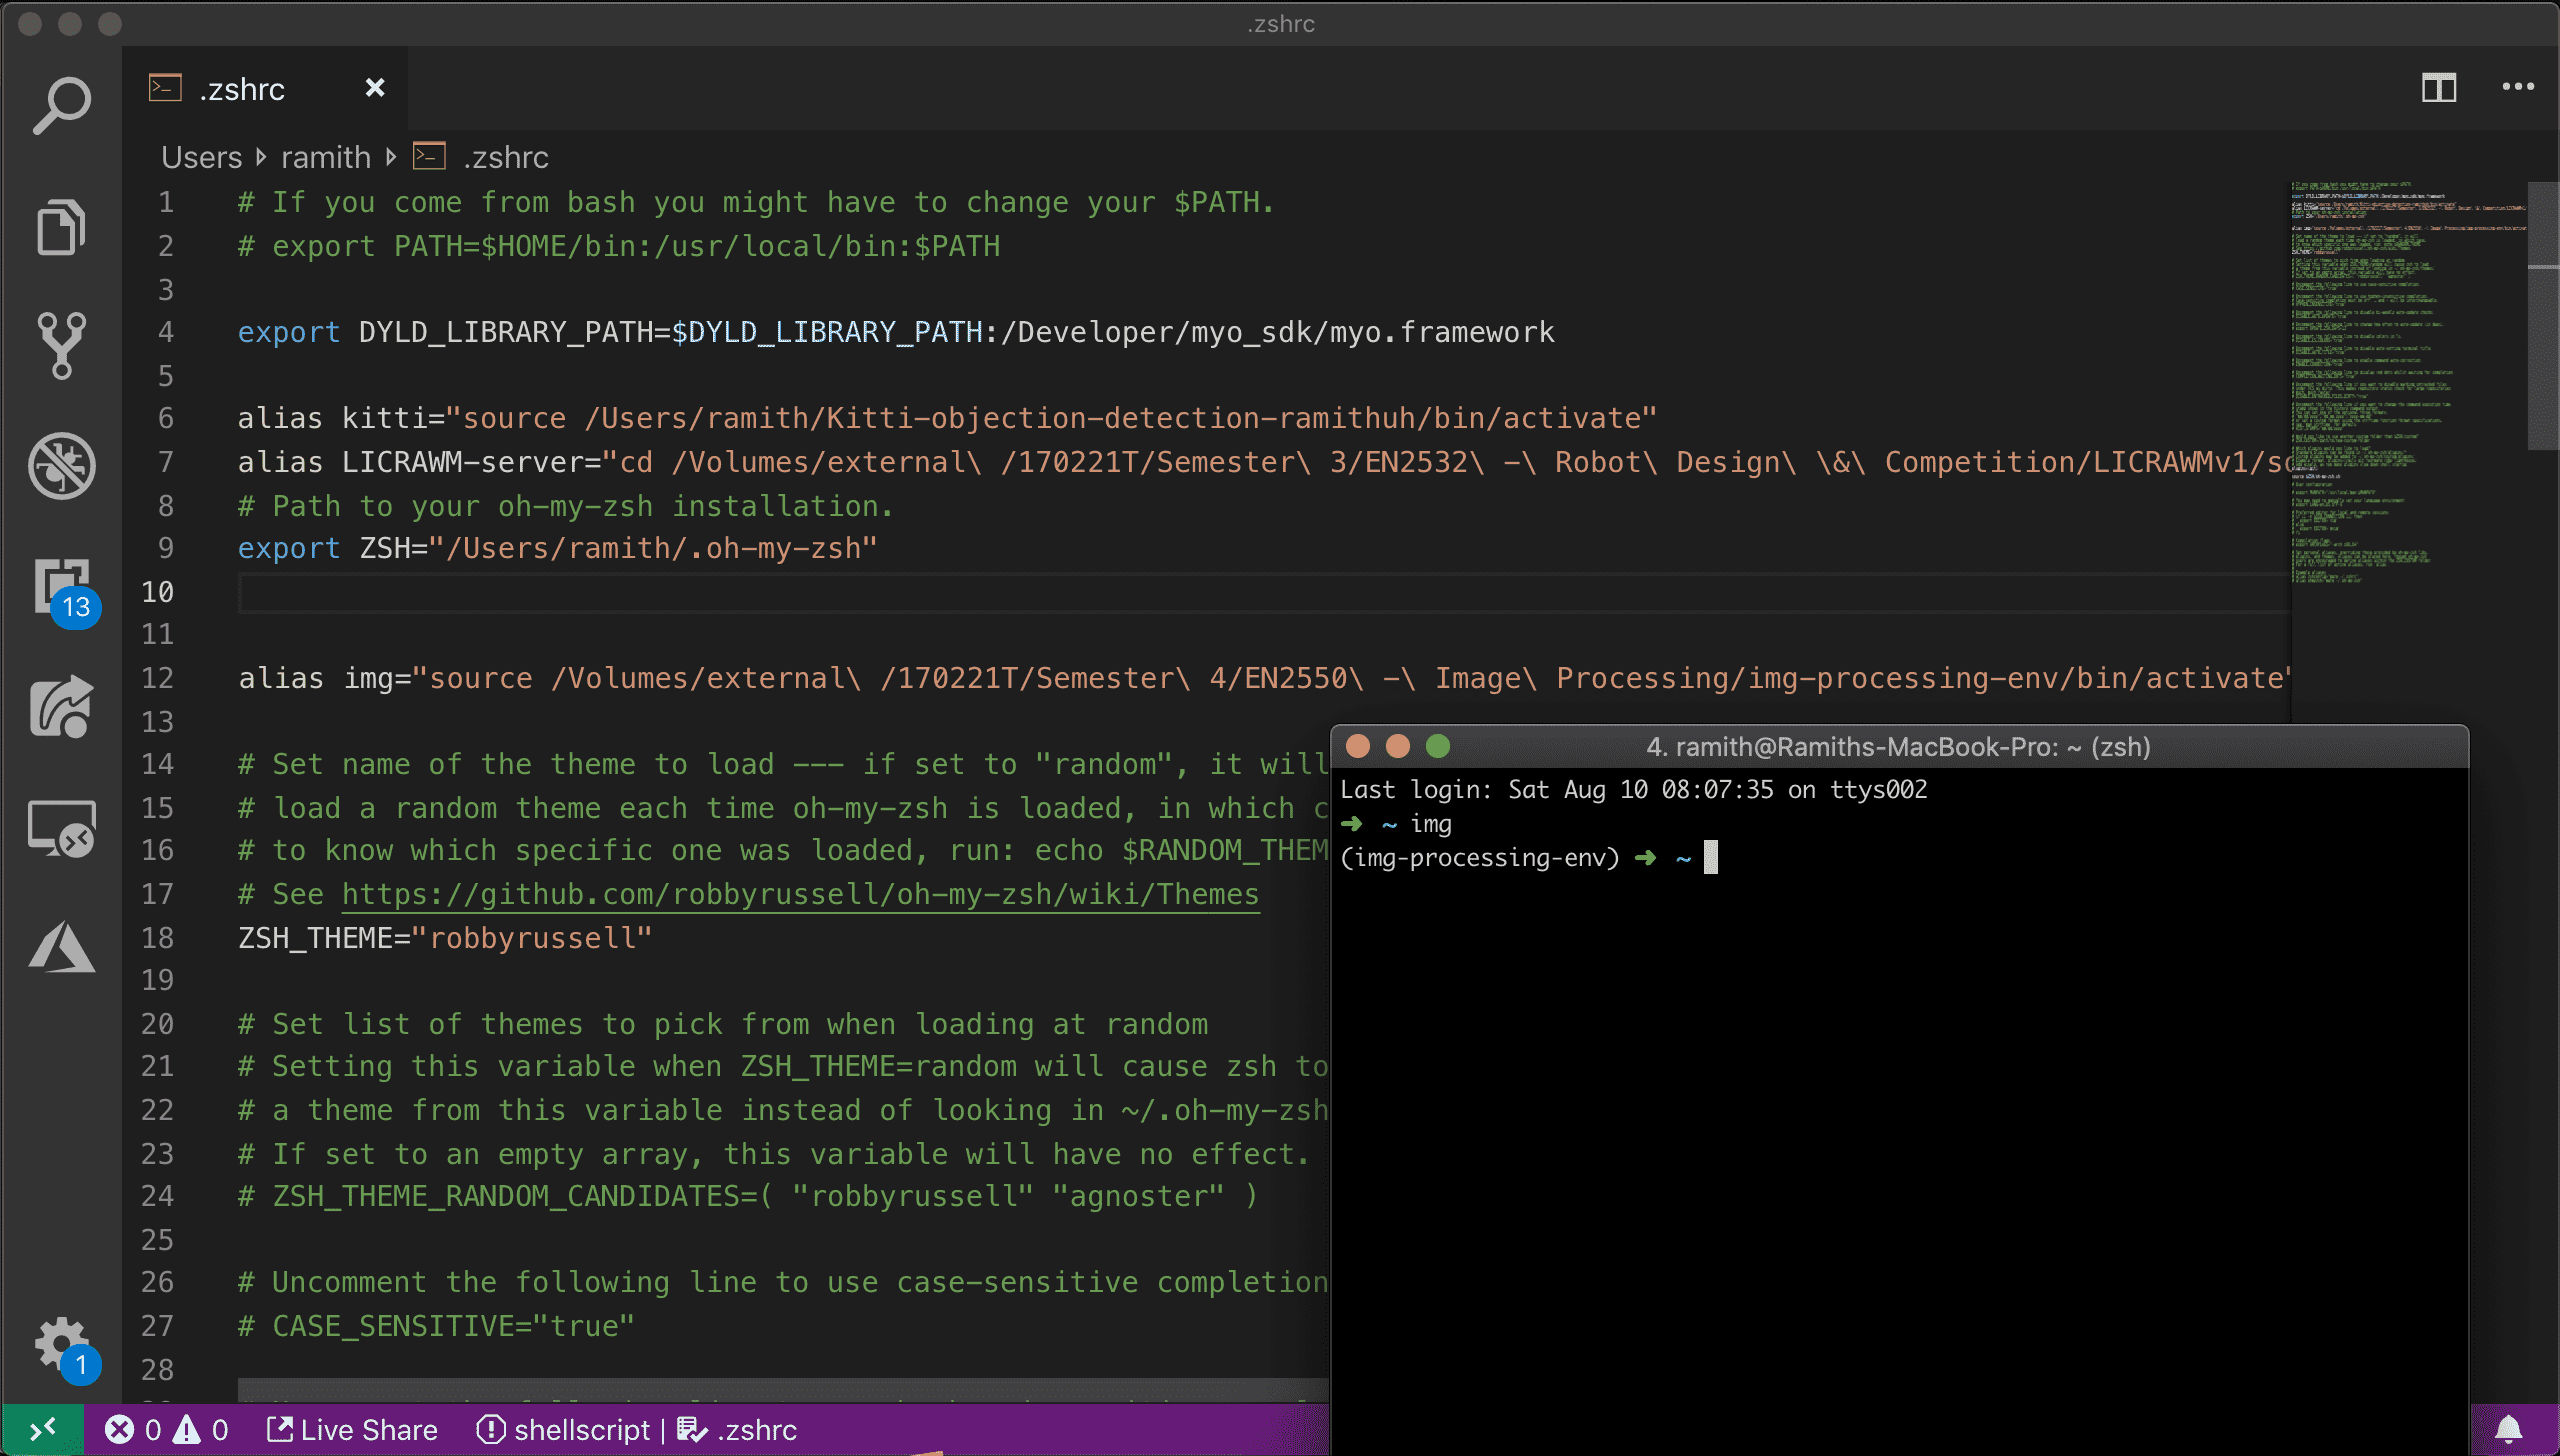 .zshrc
.zshrc
Users ramith .zshrc
1 # If you come from bash you might have to change your $PATH.
2 # export PATH=$HOME/bin:/usr/local/bin:$PATH
3
4 export DYLD_LIBRARY_PATH=$DYLD_LIBRARY_PATH:/Developer/myo_sdk/myo.framework
5
6 alias kitti="source /Users/ramith/Kitti-objection-detection-ramithuh/bin/activate"
7 alias LICRAWM-server="cd /Volumes/external\ /170221T/Semester\ 3/EN2532\ -\ Robot\ Design\ \&\ Competition/LICRAWMv1/
8 # Path to your oh-my-zsh installation.
9 export ZSH="/Users/ramith/.oh-my-zsh"
10
11
12 alias img="source /Volumes/external\ /170221T/Semester\ 4/EN2550\ -\ Image\ Processing/img-processing-env/bin/activate"
13
14 # Set name of the theme to load --- if set to "random", it will
15 # load a random theme each time oh-my-zsh is loaded, in which c
16 # to know which specific one was loaded, run: echo $RANDOM_THEM
17 # See https://github.com/robbyrussell/oh-my-zsh/wiki/Themes
18 ZSH_THEME="robbyrussell"
19
20 # Set list of themes to pick from when loading at random
21 # Setting this variable when ZSH_THEME=random will cause zsh to
22 # a theme from this variable instead of looking in ~/.oh-my-zsh
23 # If set to an empty array, this variable will have no effect.
24 # ZSH_THEME_RANDOM_CANDIDATES=( "robbyrussell" "agnoster" )
25
26 # Uncomment the following line to use case-sensitive completion
27 # CASE_SENSITIVE="true"
28
13
1
4. ramith@Ramiths-MacBook-Pro: ~ (zsh)
Last login: Sat Aug 10 08:07:35 on ttys002
➜ ~ img
(img-processing-env) ➜ ~
0 0 Live Share shellscript | .zshrc